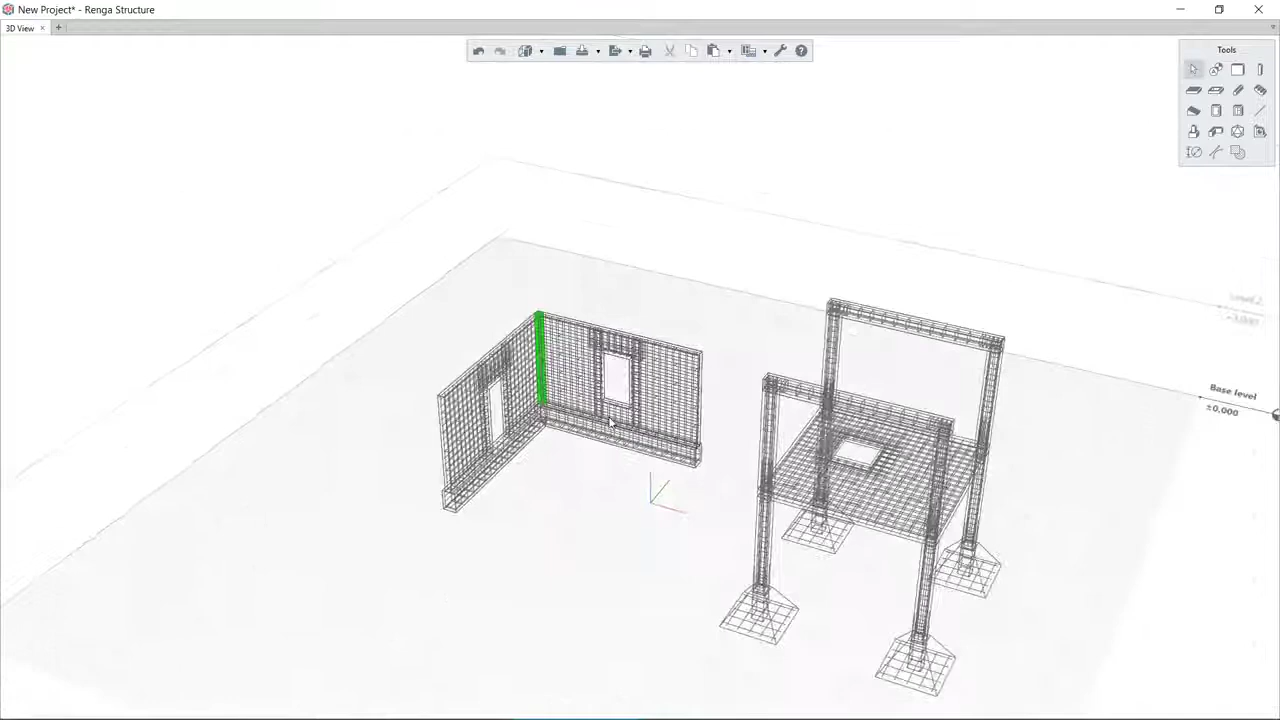 New Project* - Renga Structure
3D View
Tools
Base level
±0,000